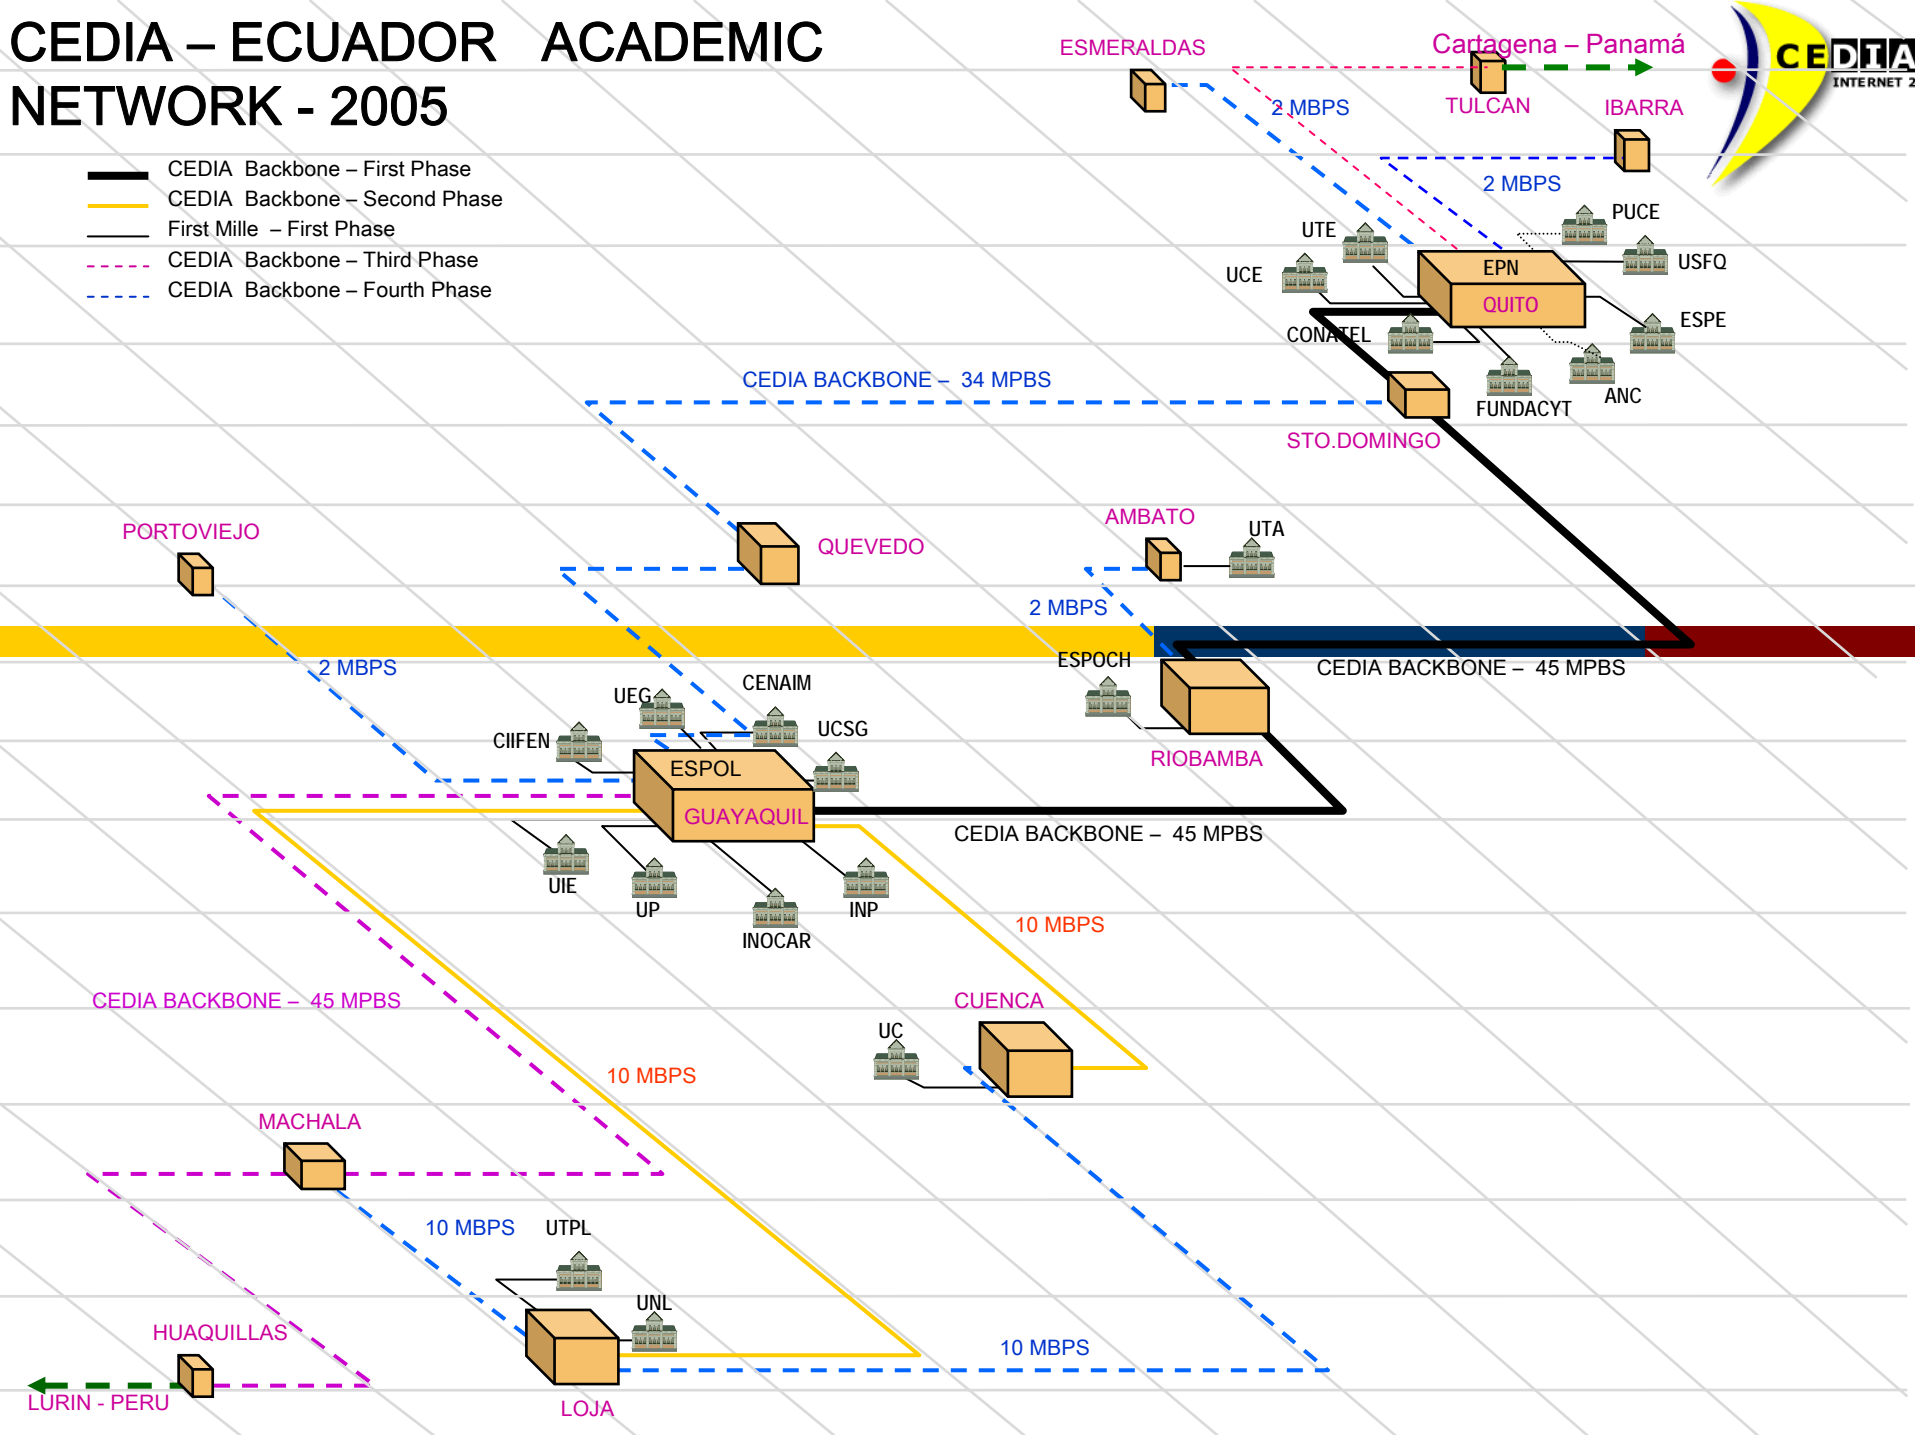 CEDIA – ECUADOR ACADEMIC
NETWORK - 2005
CEDIA Backbone – First Phase
CEDIA Backbone – Second Phase
First Mille – First Phase
CEDIA Backbone – Third Phase
CEDIA Backbone – Fourth Phase
ESMERALDAS
Cartagena – Panamá
CEDIA
INTERNET 2
2 MBPS
TULCAN
IBARRA
2 MBPS
PUCE
UTE
USFQ
UCE
EPN
QUITO
ESPE
CONATEL
ANC
FUNDACYT
CEDIA BACKBONE – 34 MPBS
STO.DOMINGO
PORTOVIEJO
QUEVEDO
AMBATO
UTA
2 MBPS
2 MBPS
ESPOCH
CEDIA BACKBONE – 45 MPBS
RIOBAMBA
UEG
CENAIM
UCSG
CIIFEN
ESPOL
GUAYAQUIL
CEDIA BACKBONE – 45 MPBS
UIE
UP
INOCAR
INP
10 MBPS
CEDIA BACKBONE – 45 MPBS
CUENCA
UC
10 MBPS
MACHALA
10 MBPS
UTPL
UNL
HUAQUILLAS
10 MBPS
LURIN - PERU
LOJA